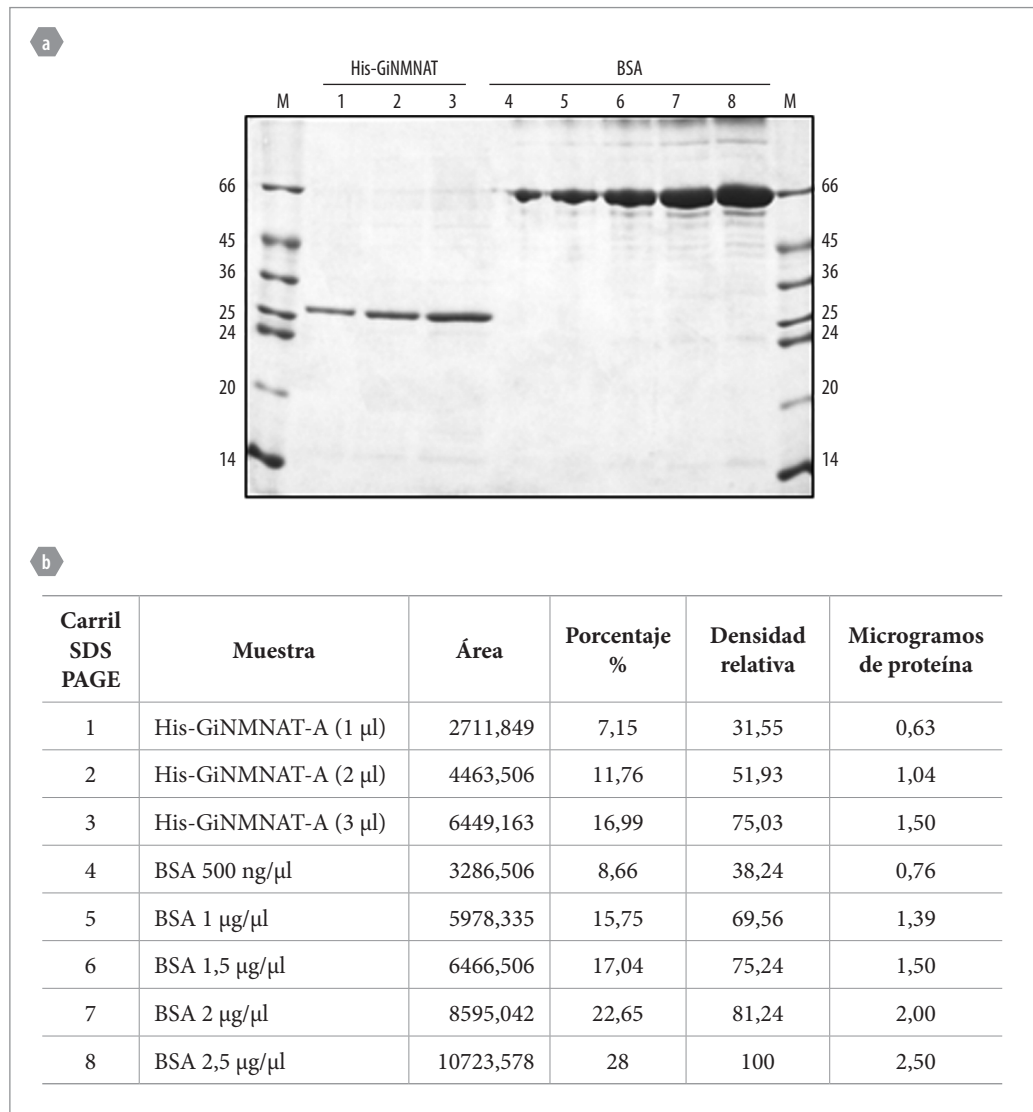 a
His-GiNMNAT BSA
M 1 2 3 4 5 6 7 8 M
66 66
45 45
36 36
25 25
24 24
20 20
14 14
b
Carril SDS PAGE Muestra Área Porcentaje % Densidad relativa Microgramos de proteína
1 His-GiNMNAT-A (1 µl) 2711,849 7,15 31,55 0,63
2 His-GiNMNAT-A (2 µl) 4463,506 11,76 51,93 1,04
3 His-GiNMNAT-A (3 µl) 6449,163 16,99 75,03 1,50
4 BSA 500 ng/µl 3286,506 8,66 38,24 0,76
5 BSA 1 µg/µl 5978,335 15,75 69,56 1,39
6 BSA 1,5 µg/µl 6466,506 17,04 75,24 1,50
7 BSA 2 µg/µl 8595,042 22,65 81,24 2,00
8 BSA 2,5 µg/µl 10723,578 28 100 2,50